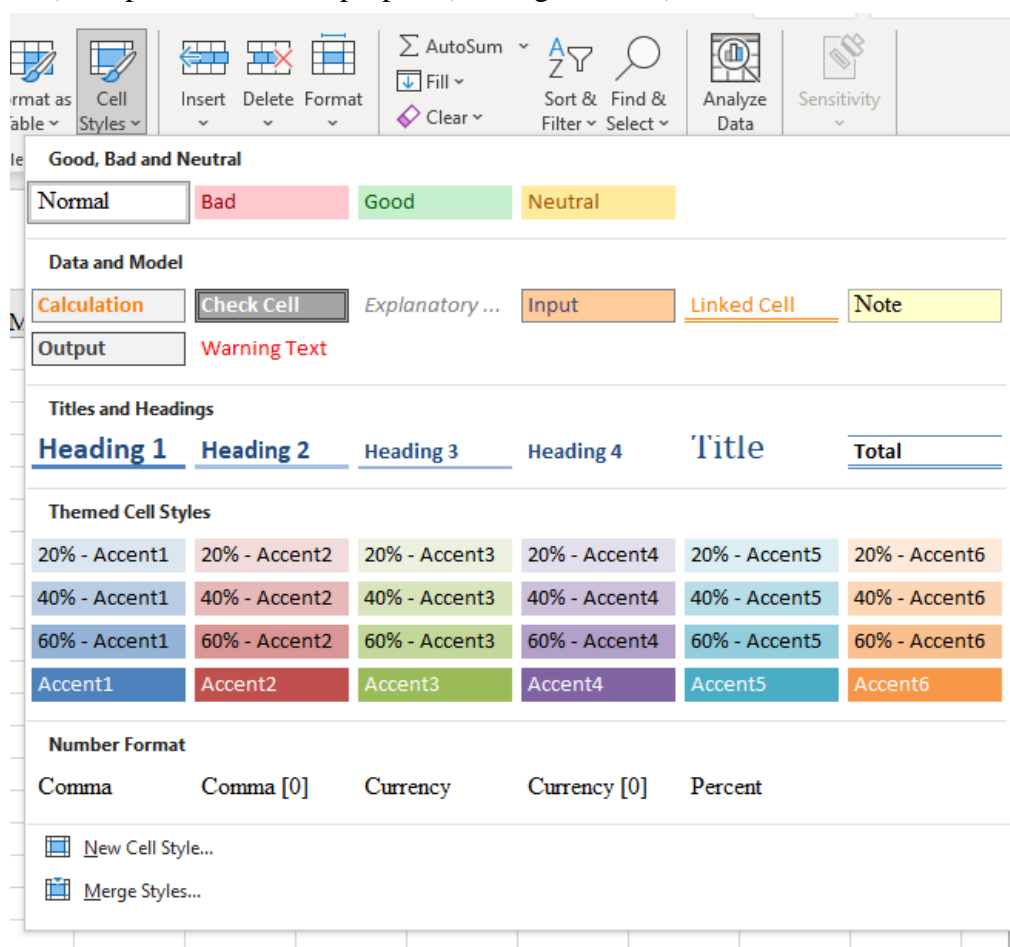 AutoSum
Fill
Clear
Format as Table
Cell Styles
Insert Delete Format
Sort & Filter
Find & Select
Analyze Data
Sensitivity
Good, Bad and Neutral
Normal Bad Good Neutral
Data and Model
Calculation Check Cell Explanatory ... Input Linked Cell Note
Output Warning Text
Titles and Headings
Heading 1 Heading 2 Heading 3 Heading 4 Title Total
Themed Cell Styles
20% - Accent1 20% - Accent2 20% - Accent3 20% - Accent4 20% - Accent5 20% - Accent6
40% - Accent1 40% - Accent2 40% - Accent3 40% - Accent4 40% - Accent5 40% - Accent6
60% - Accent1 60% - Accent2 60% - Accent3 60% - Accent4 60% - Accent5 60% - Accent6
Accent1 Accent2 Accent3 Accent4 Accent5 Accent6
Number Format
Comma Comma [0] Currency Currency [0] Percent
New Cell Style...
Merge Styles...